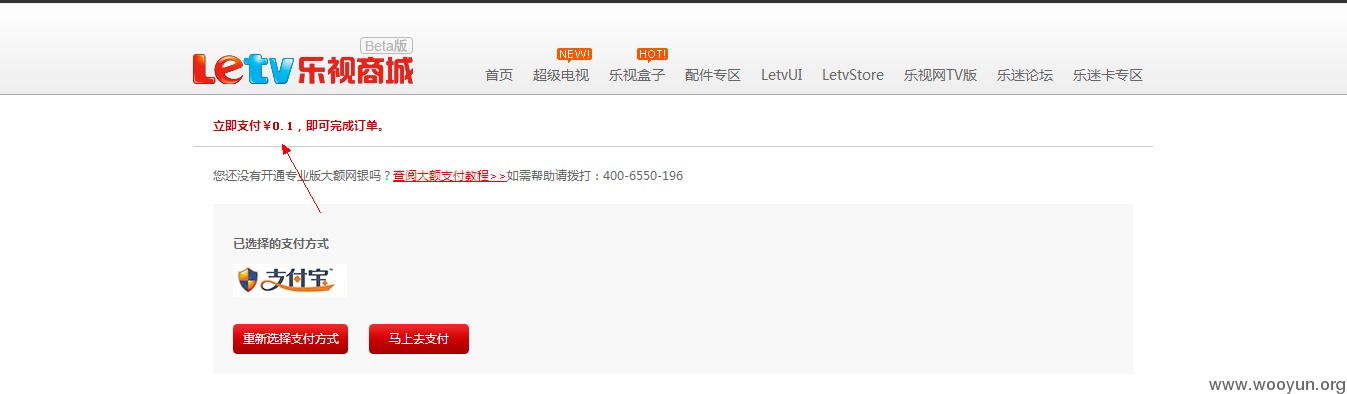 Beta版
Letv乐视商城
NEW! HOT!
首页 超级电视 乐视盒子 配件专区 LetvUI LetvStore 乐视网TV版 乐迷论坛 乐迷卡专区
立即支付￥0.1，即可完成订单。
您还没有开通专业版大额网银吗？查阅大额支付教程>>如需帮助请拨打：400-6550-196
已选择的支付方式
支付宝
重新选择支付方式 马上去支付
www.wooyun.org